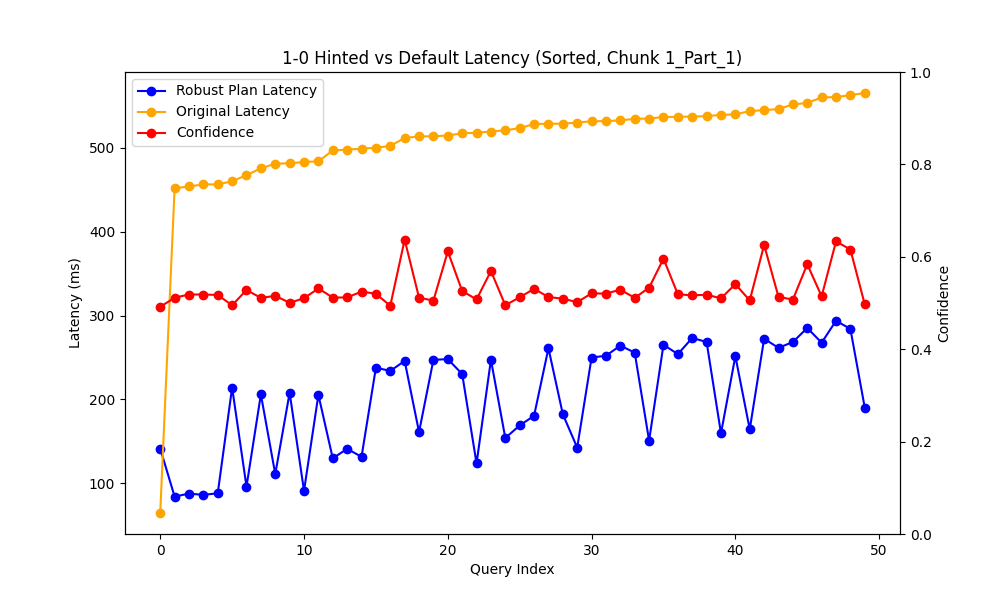 1-0 Hinted vs Default Latency (Sorted, Chunk 1_Part_1)
Robust Plan Latency
Original Latency
Confidence
Latency (ms)
500
400
300
200
100
1.0
0.8
0.6
0.4
0.2
0.0
Confidence
0 10 20 30 40 50
Query Index